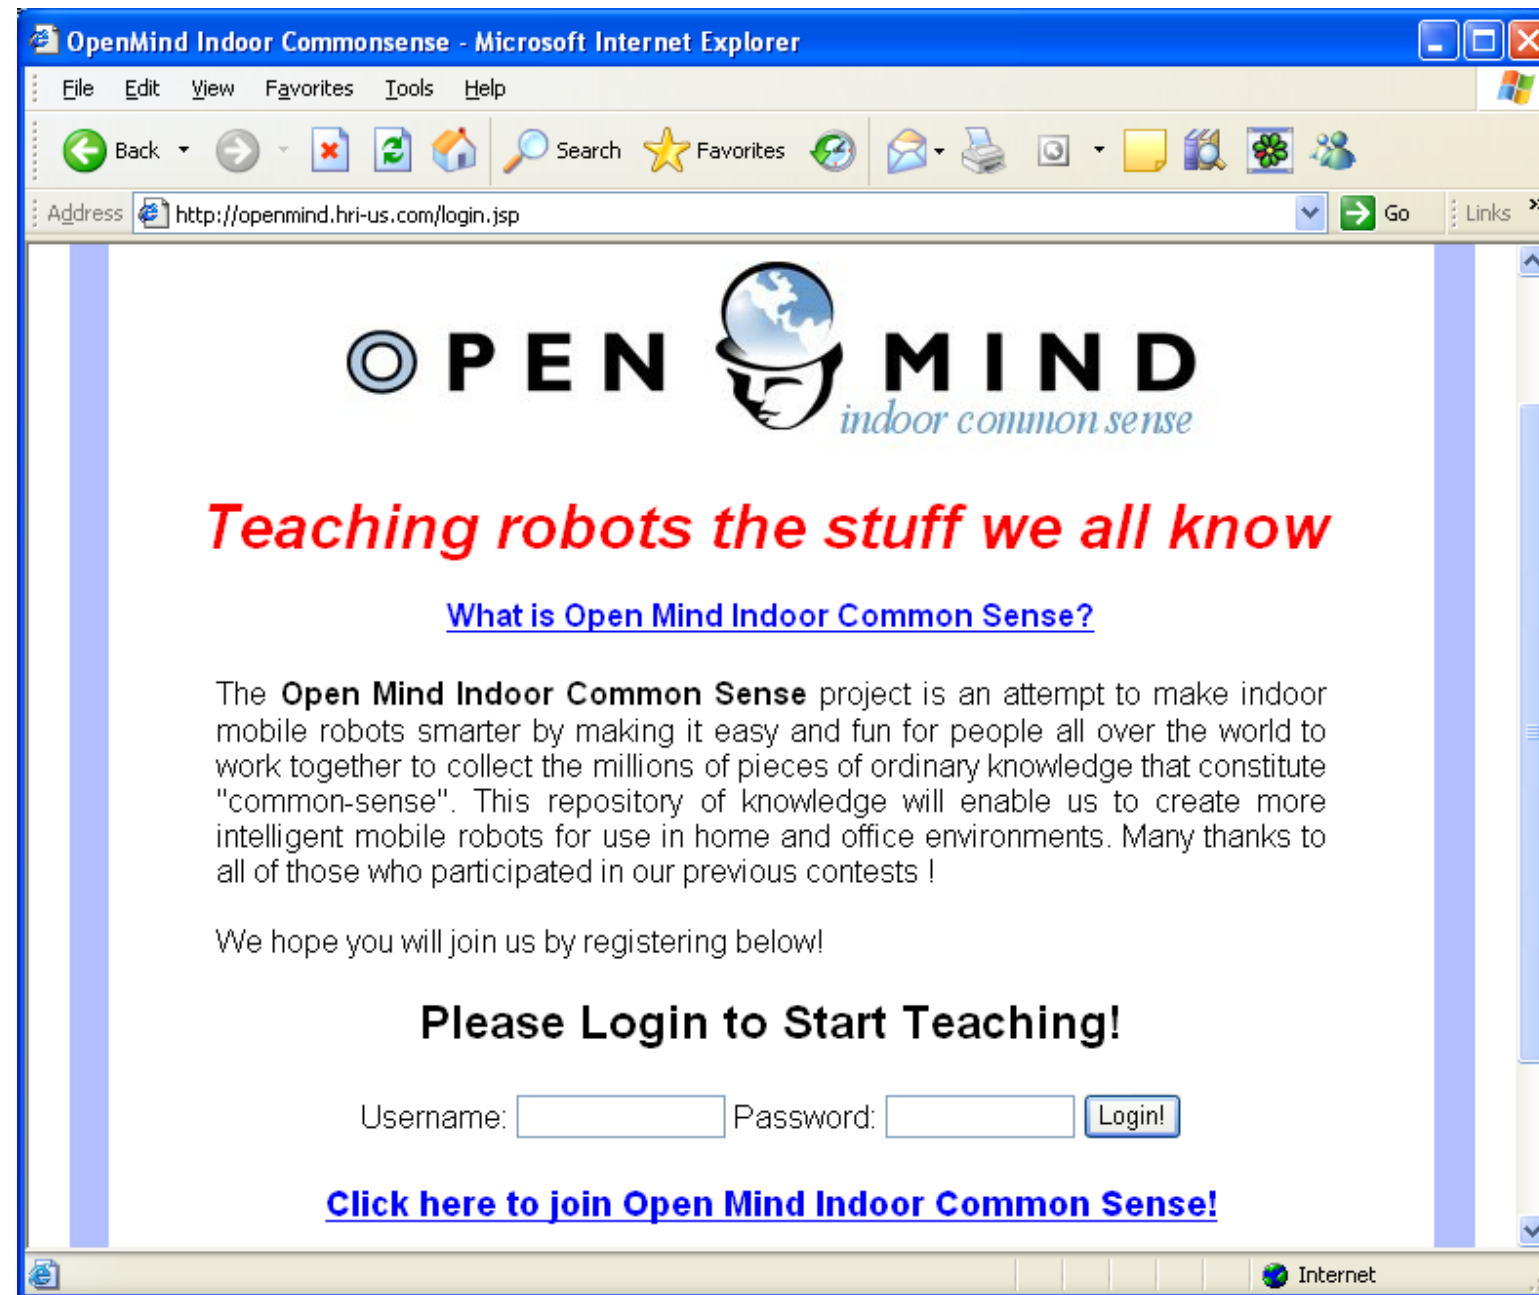 OpenMind Indoor Commonsense - Microsoft Internet Explorer
File Edit View Favorites Tools Help
Back Search Favorites
Address http://openmind.hri-us.com/login.jsp Go Links »
OPEN MIND
indoor common sense
Teaching robots the stuff we all know
What is Open Mind Indoor Common Sense?
The Open Mind Indoor Common Sense project is an attempt to make indoor
mobile robots smarter by making it easy and fun for people all over the world to
work together to collect the millions of pieces of ordinary knowledge that constitute
"common-sense". This repository of knowledge will enable us to create more
intelligent mobile robots for use in home and office environments. Many thanks to
all of those who participated in our previous contests !
We hope you will join us by registering below!
Please Login to Start Teaching!
Username: Password: Login!
Click here to join Open Mind Indoor Common Sense!
Internet